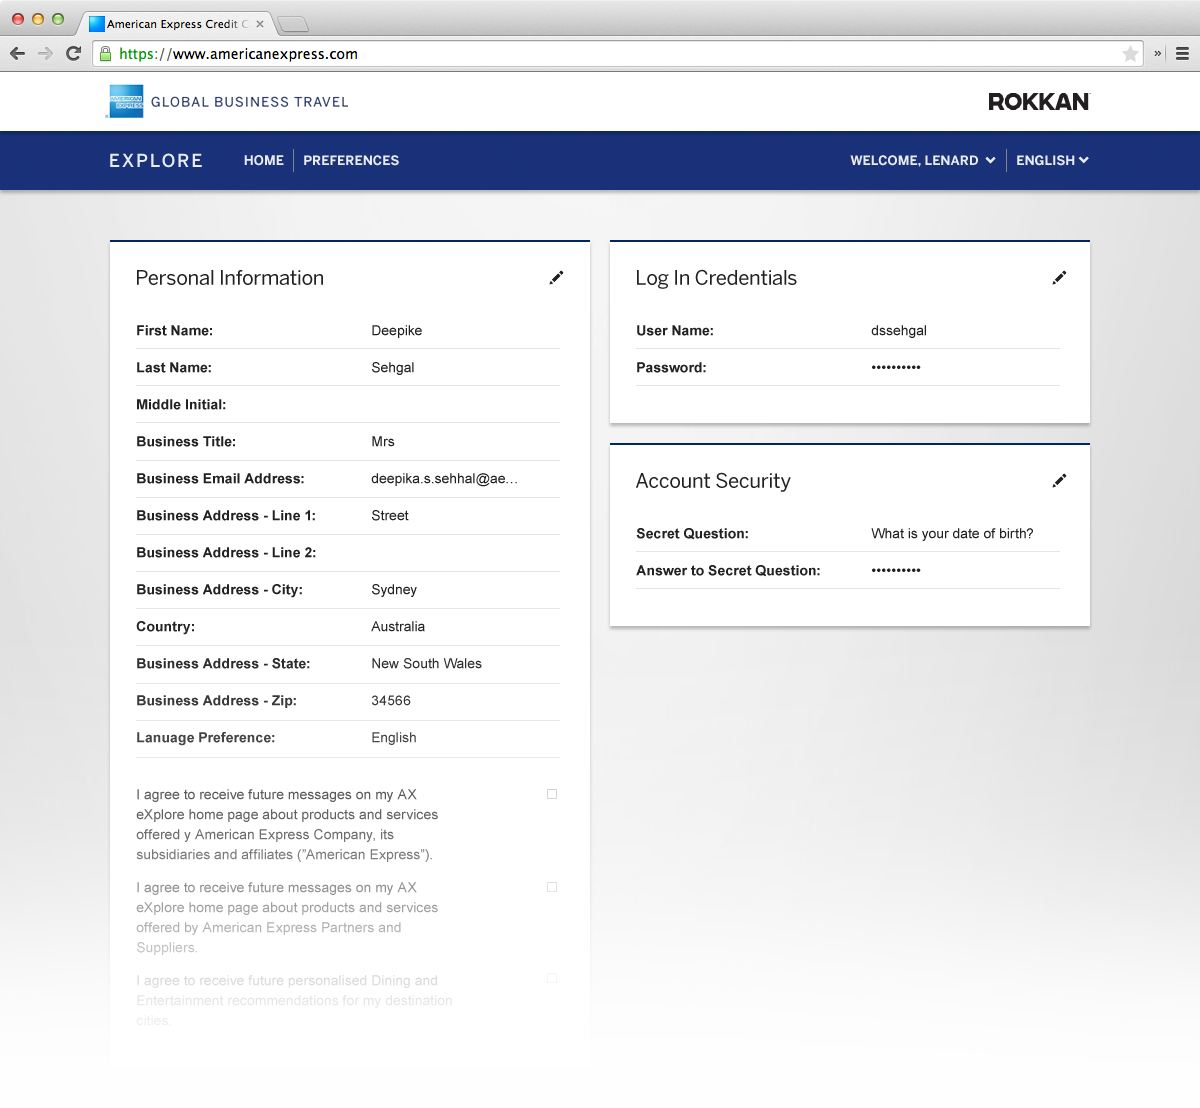 American Express Credit C
https://www.americanexpress.com
AMERICAN EXPRESS
GLOBAL BUSINESS TRAVEL
ROKKAN
EXPLORE HOME PREFERENCES WELCOME, LENARD ENGLISH
Personal Information
First Name: Deepike
Last Name: Sehgal
Middle Initial:
Business Title: Mrs
Business Email Address: deepika.s.sehhal@ae...
Business Address - Line 1: Street
Business Address - Line 2:
Business Address - City: Sydney
Country: Australia
Business Address - State: New South Wales
Business Address - Zip: 34566
Lanuage Preference: English
I agree to receive future messages on my AX
eXplore home page about products and services
offered y American Express Company, its
subsidiaries and affiliates ("American Express").
I agree to receive future messages on my AX
eXplore home page about products and services
offered by American Express Partners and
Suppliers.
I agree to receive future personalised Dining and
Entertainment recommendations for my destination
cities.
Log In Credentials
User Name: dssehgal
Password: ••••••••••
Account Security
Secret Question: What is your date of birth?
Answer to Secret Question: ••••••••••